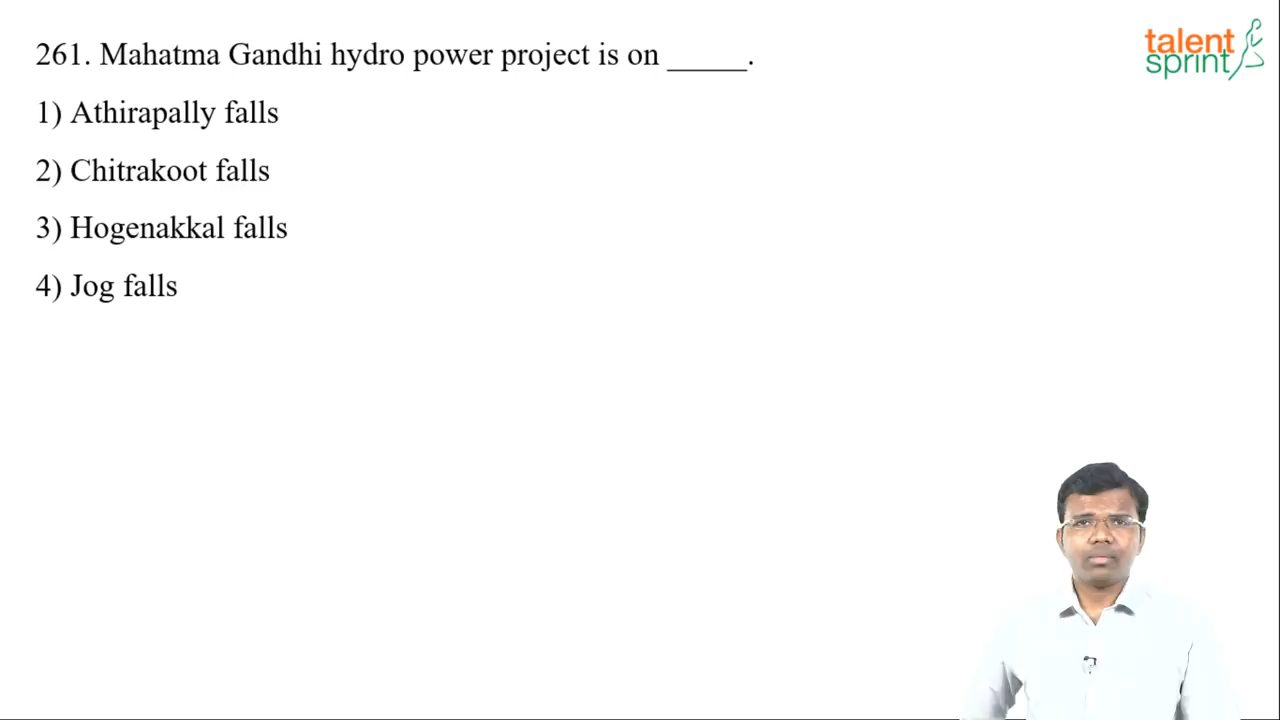 261. Mahatma Gandhi hydro power project is on _____.
1) Athirapally falls
2) Chitrakoot falls
3) Hogenakkal falls
4) Jog falls
talent
sprint